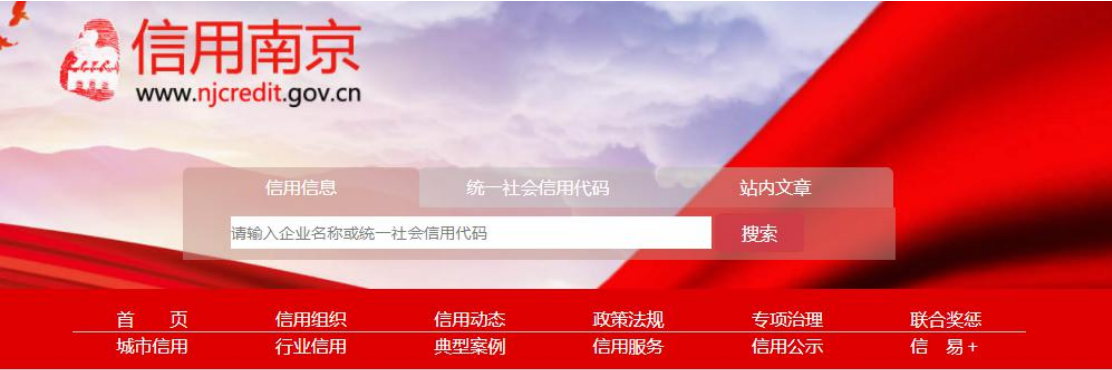 信用南京
www.njcredit.gov.cn
信用信息 统一社会信用代码 站内文章
请输入企业名称或统一社会信用代码 搜索
首 页 信用组织 信用动态 政策法规 专项治理 联合奖惩
城市信用 行业信用 典型案例 信用服务 信用公示 信 易+